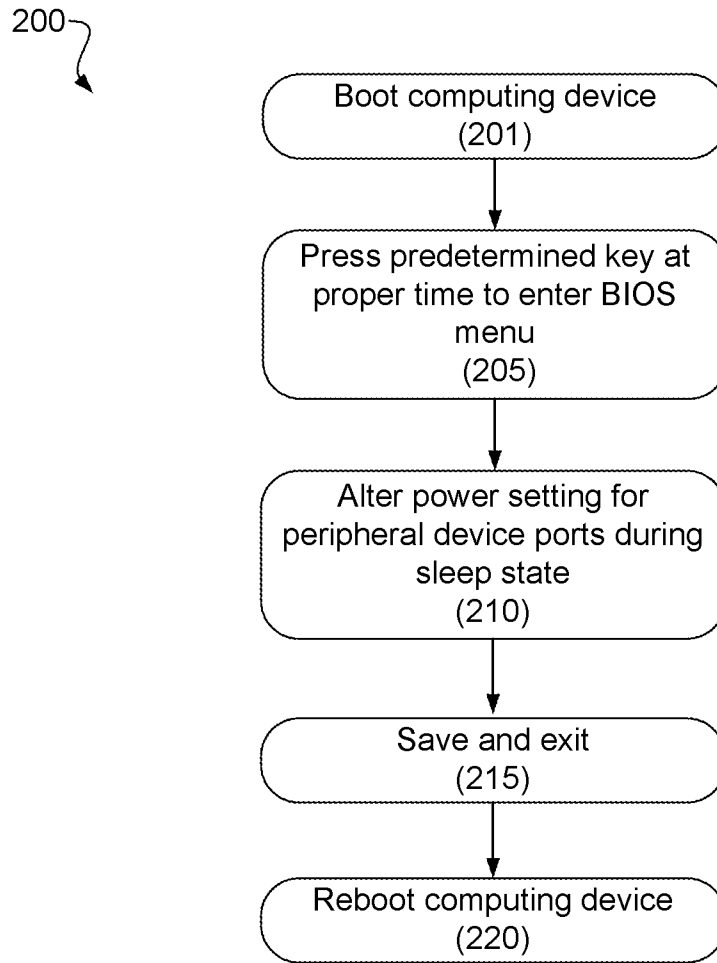 200
Boot computing device
(201)
Press predetermined key at
proper time to enter BIOS
menu
(205)
Alter power setting for
peripheral device ports during
sleep state
(210)
Save and exit
(215)
Reboot computing device
(220)